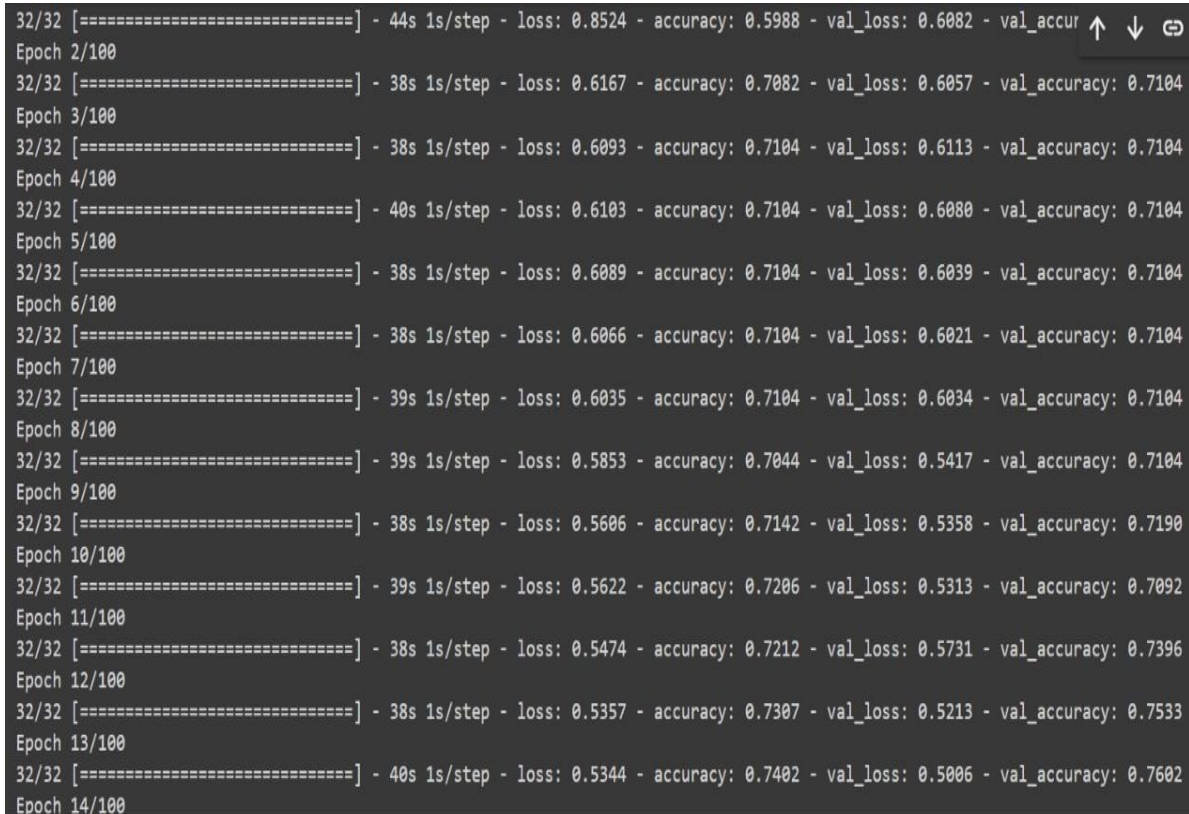 32/32 [==============================] - 44s 1s/step - loss: 0.8524 - accuracy: 0.5988 - val_loss: 0.6082 - val_accur
Epoch 2/100
32/32 [==============================] - 38s 1s/step - loss: 0.6167 - accuracy: 0.7082 - val_loss: 0.6057 - val_accuracy: 0.7104
Epoch 3/100
32/32 [==============================] - 38s 1s/step - loss: 0.6093 - accuracy: 0.7104 - val_loss: 0.6113 - val_accuracy: 0.7104
Epoch 4/100
32/32 [==============================] - 40s 1s/step - loss: 0.6103 - accuracy: 0.7104 - val_loss: 0.6080 - val_accuracy: 0.7104
Epoch 5/100
32/32 [==============================] - 38s 1s/step - loss: 0.6089 - accuracy: 0.7104 - val_loss: 0.6039 - val_accuracy: 0.7104
Epoch 6/100
32/32 [==============================] - 38s 1s/step - loss: 0.6066 - accuracy: 0.7104 - val_loss: 0.6021 - val_accuracy: 0.7104
Epoch 7/100
32/32 [==============================] - 39s 1s/step - loss: 0.6035 - accuracy: 0.7104 - val_loss: 0.6034 - val_accuracy: 0.7104
Epoch 8/100
32/32 [==============================] - 39s 1s/step - loss: 0.5853 - accuracy: 0.7044 - val_loss: 0.5417 - val_accuracy: 0.7104
Epoch 9/100
32/32 [==============================] - 38s 1s/step - loss: 0.5606 - accuracy: 0.7142 - val_loss: 0.5358 - val_accuracy: 0.7190
Epoch 10/100
32/32 [==============================] - 39s 1s/step - loss: 0.5622 - accuracy: 0.7206 - val_loss: 0.5313 - val_accuracy: 0.7092
Epoch 11/100
32/32 [==============================] - 38s 1s/step - loss: 0.5474 - accuracy: 0.7212 - val_loss: 0.5731 - val_accuracy: 0.7396
Epoch 12/100
32/32 [==============================] - 38s 1s/step - loss: 0.5357 - accuracy: 0.7307 - val_loss: 0.5213 - val_accuracy: 0.7533
Epoch 13/100
32/32 [==============================] - 40s 1s/step - loss: 0.5344 - accuracy: 0.7402 - val_loss: 0.5006 - val_accuracy: 0.7602
Epoch 14/100